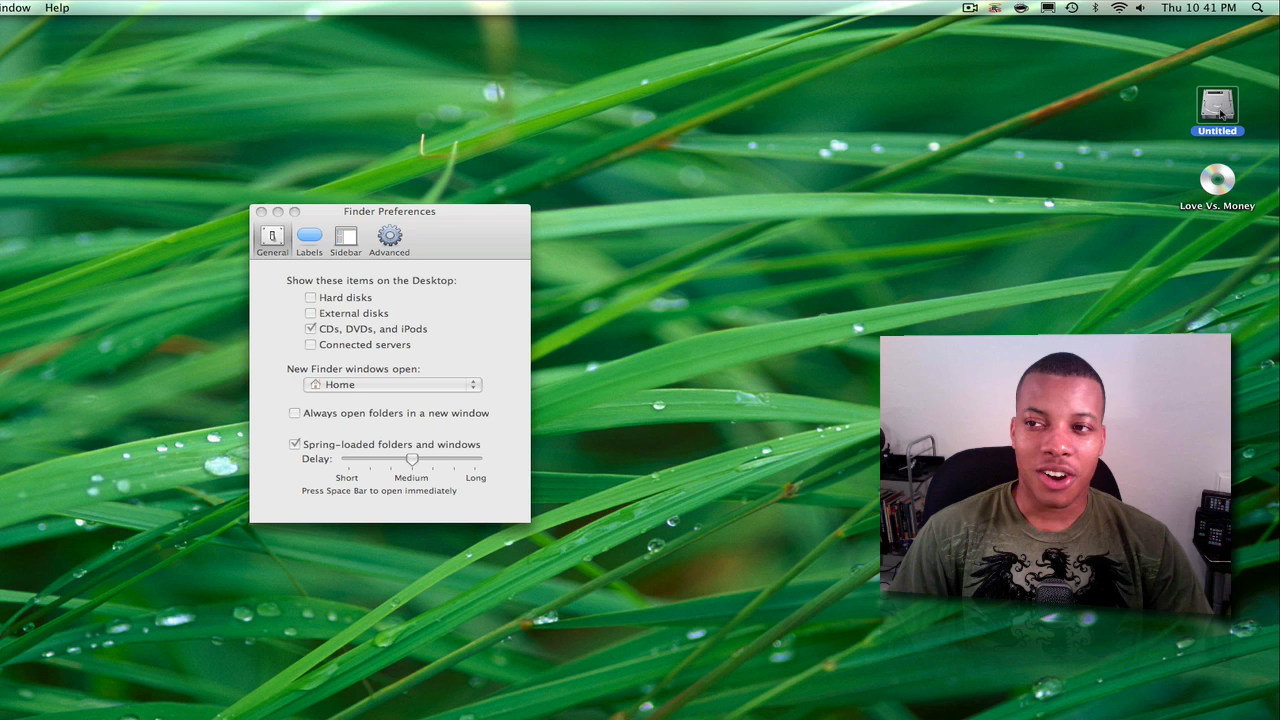 indow Help Thu 10 41 PM
Untitled
Love Vs. Money
Finder Preferences
General Labels Sidebar Advanced
Show these items on the Desktop:
Hard disks
External disks
CDs, DVDs, and iPods
Connected servers
New Finder windows open:
Home
Always open folders in a new window
Spring-loaded folders and windows
Delay:
Short Medium Long
Press Space Bar to open immediately